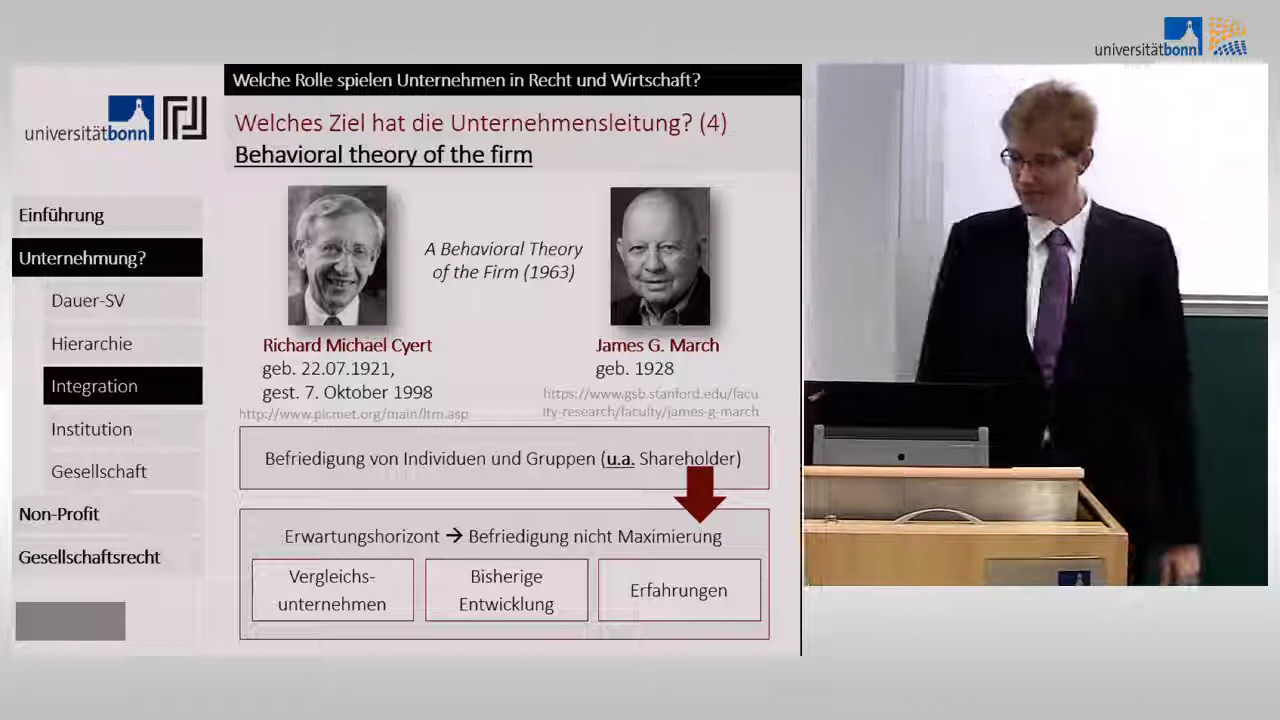 universitätbonn
Welche Rolle spielen Unternehmen in Recht und Wirtschaft?
universitätbonn
Welches Ziel hat die Unternehmensleitung? (4)
Behavioral theory of the firm
Einführung
Unternehmung?
Dauer-SV
Hierarchie
Integration
Institution
Gesellschaft
Non-Profit
Gesellschaftsrecht
A Behavioral Theory
of the Firm (1963)
Richard Michael Cyert
geb. 22.07.1921,
gest. 7. Oktober 1998
http://www.picmet.org/main/ltm.asp
James G. March
geb. 1928
https://www.gsb.stanford.edu/facu
lty-research/faculty/james-g-march
Befriedigung von Individuen und Gruppen (u.a. Shareholder)
Erwartungshorizont → Befriedigung nicht Maximierung
Vergleichs-
unternehmen
Bisherige
Entwicklung
Erfahrungen